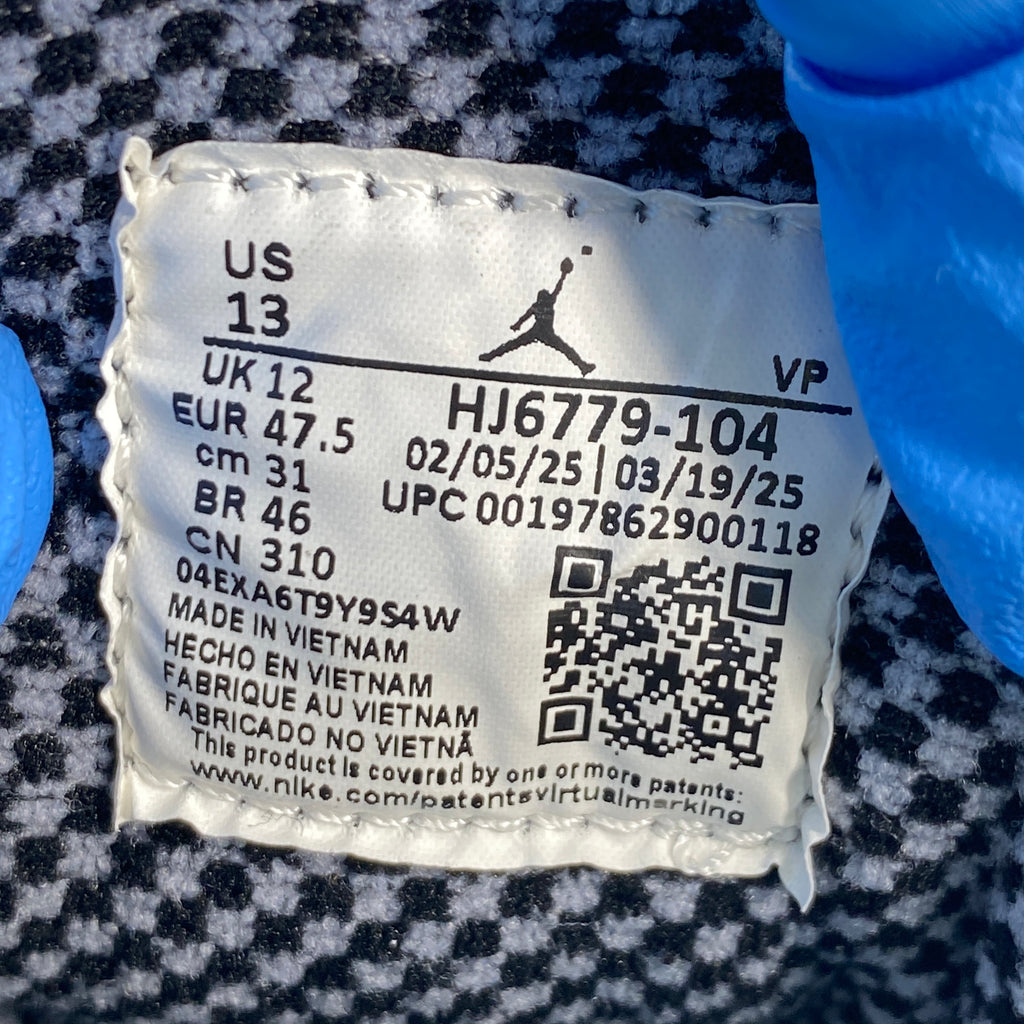 US
13
VP
UK 12
EUR 47.5
cm 31
BR 46
CN 310
HJ6779-104
02/05/25 | 03/19/25
UPC 00197862900118
04EXA6T9Y9S4W
MADE IN VIETNAM
HECHO EN VIETNAM
FABRIQUE AU VIETNAM
FABRICADO NO VIETNÃ
This product is covered by one or more patents:
www.nike.com/patentsvirtualmarking